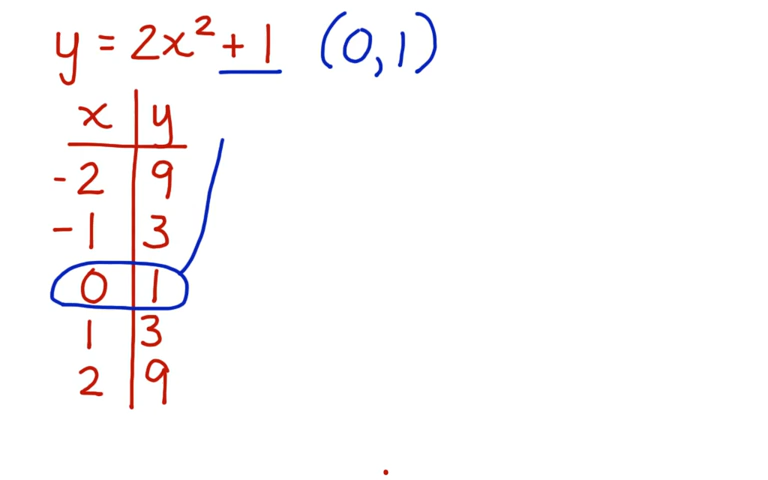 y = 2x² + 1 (0,1)
x y
-2 9
-1 3
0 1
1 3
2 9